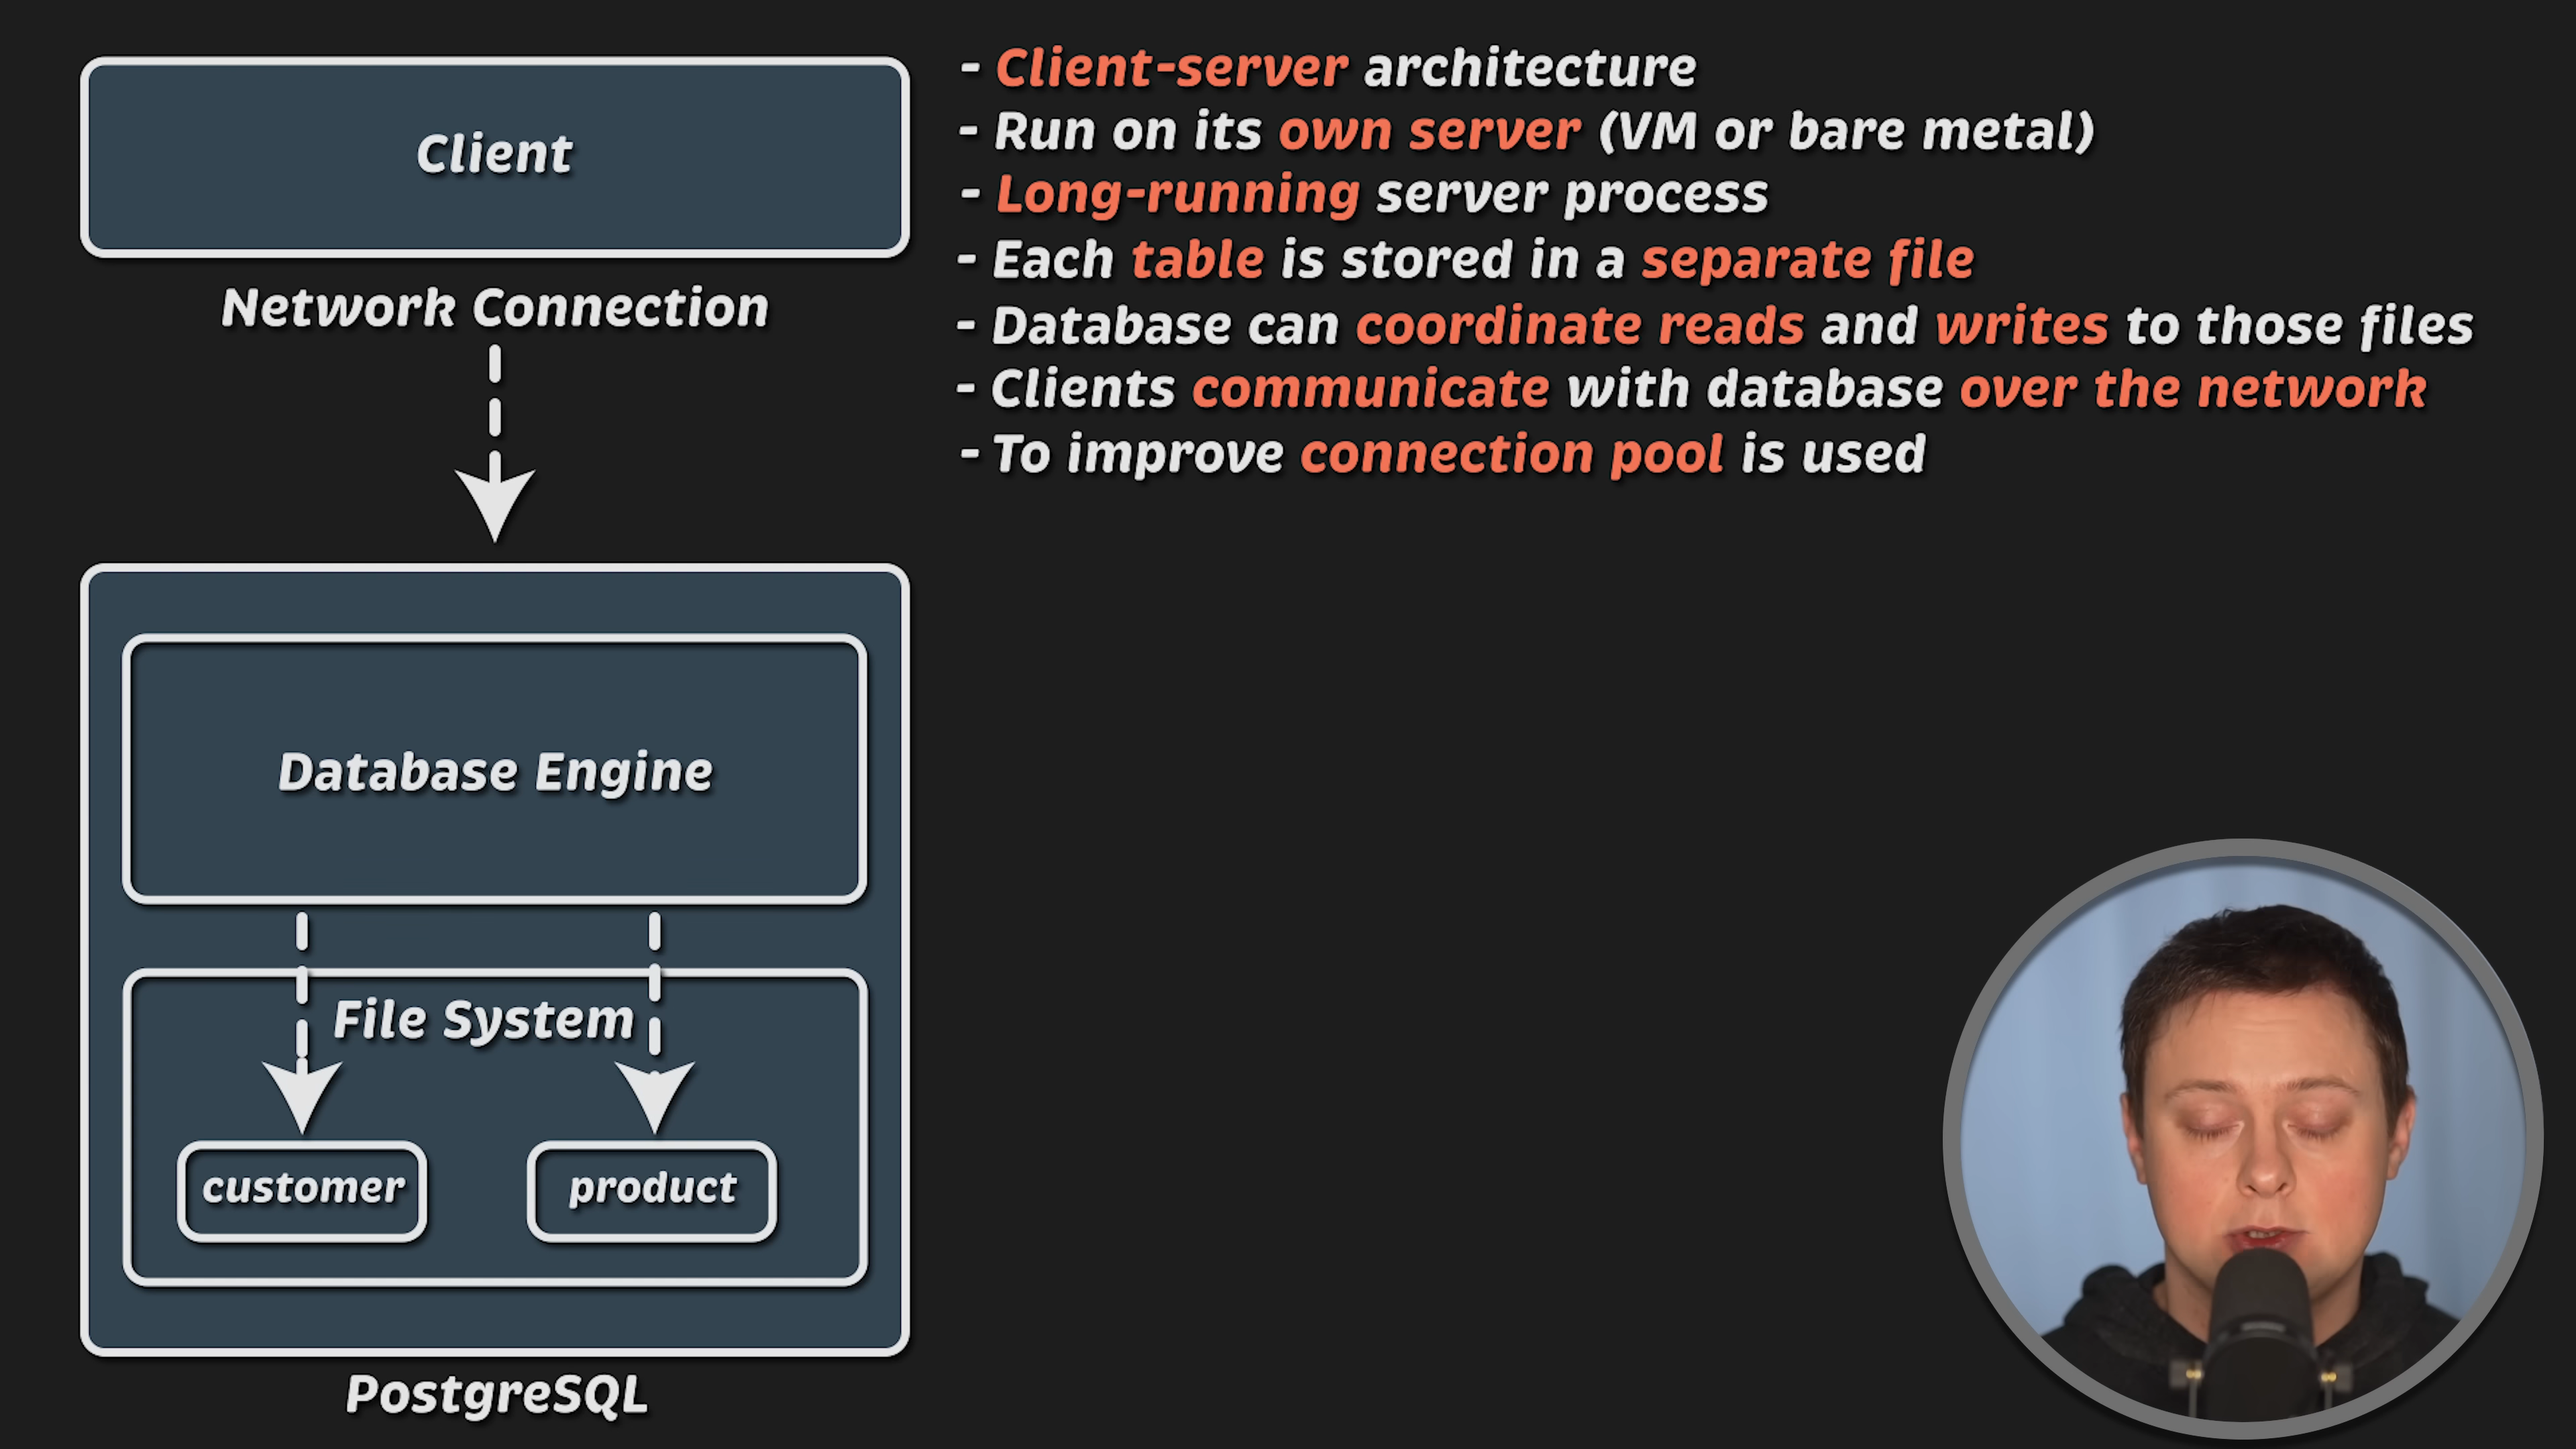 Client
Network Connection
Database Engine
File System
customer
product
PostgreSQL
- Client-server architecture
- Run on its own server (VM or bare metal)
- Long-running server process
- Each table is stored in a separate file
- Database can coordinate reads and writes to those files
- Clients communicate with database over the network
- To improve connection pool is used